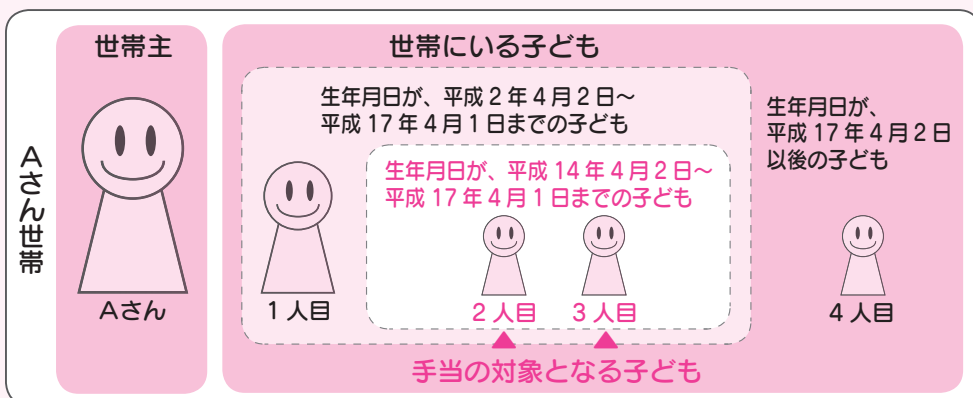 Aさん世帯
世帯主
Aさん
世帯にいる子ども
生年月日が、平成2年4月2日～
平成17年4月1日までの子ども
1人目
生年月日が、平成14年4月2日～
平成17年4月1日までの子ども
2人目
3人目
手当の対象となる子ども
生年月日が、
平成17年4月2日
以後の子ども
4人目